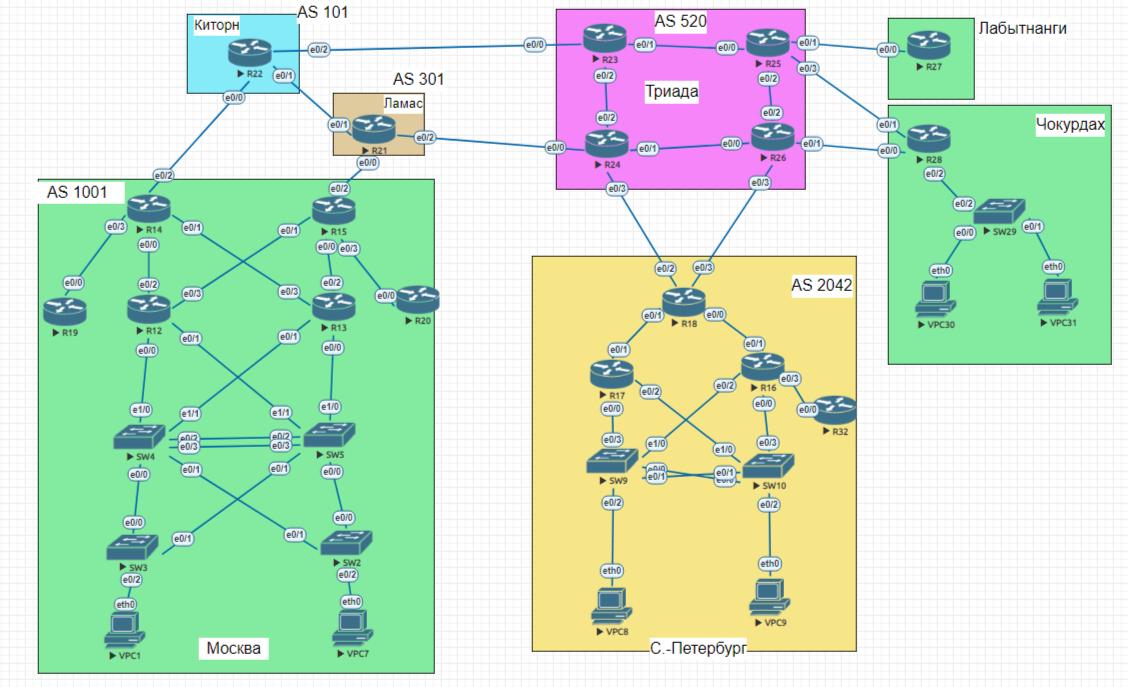 AS 101
Киторн
R22
e0/2
e0/1
e0/0
AS 301
Ламас
R21
e0/1
e0/2
e0/0
AS 520
Триада
R23
e0/0
e0/1
e0/2
R25
e0/0
e0/1
e0/3
e0/2
R24
e0/2
e0/0
e0/1
e0/3
R26
e0/2
e0/0
e0/1
e0/3
Лабытнанги
e0/0
R27
Чокурдах
e0/1
e0/0
R28
e0/2
e0/2
SW29
e0/0
e0/1
eth0
eth0
VPC30
VPC31
AS 1001
e0/2
R14
e0/3
e0/0
e0/1
e0/2
R15
e0/1
e0/0
e0/3
e0/0
R19
e0/2
R12
e0/3
e0/0
e0/1
e0/2
e0/3
R13
e0/1
e0/0
e0/0
R20
e1/0
e1/1
SW4
e0/2
e0/3
e0/0
e0/1
e1/1
e1/0
e0/2
e0/3
SW5
e0/1
e0/0
e0/0
e0/1
SW3
e0/2
e0/1
e0/0
SW2
e0/2
eth0
VPC1
eth0
VPC7
Москва
AS 2042
e0/2
e0/3
R18
e0/1
e0/0
e0/1
R17
e0/2
e0/0
e0/1
R16
e0/2
e0/3
e0/0
e0/0
R32
e0/3
e1/0
SW9
e0/0
e0/1
e0/2
e1/0
e0/3
e0/1
e0/0
SW10
e0/2
eth0
VPC8
eth0
VPC9
С.-Петербург